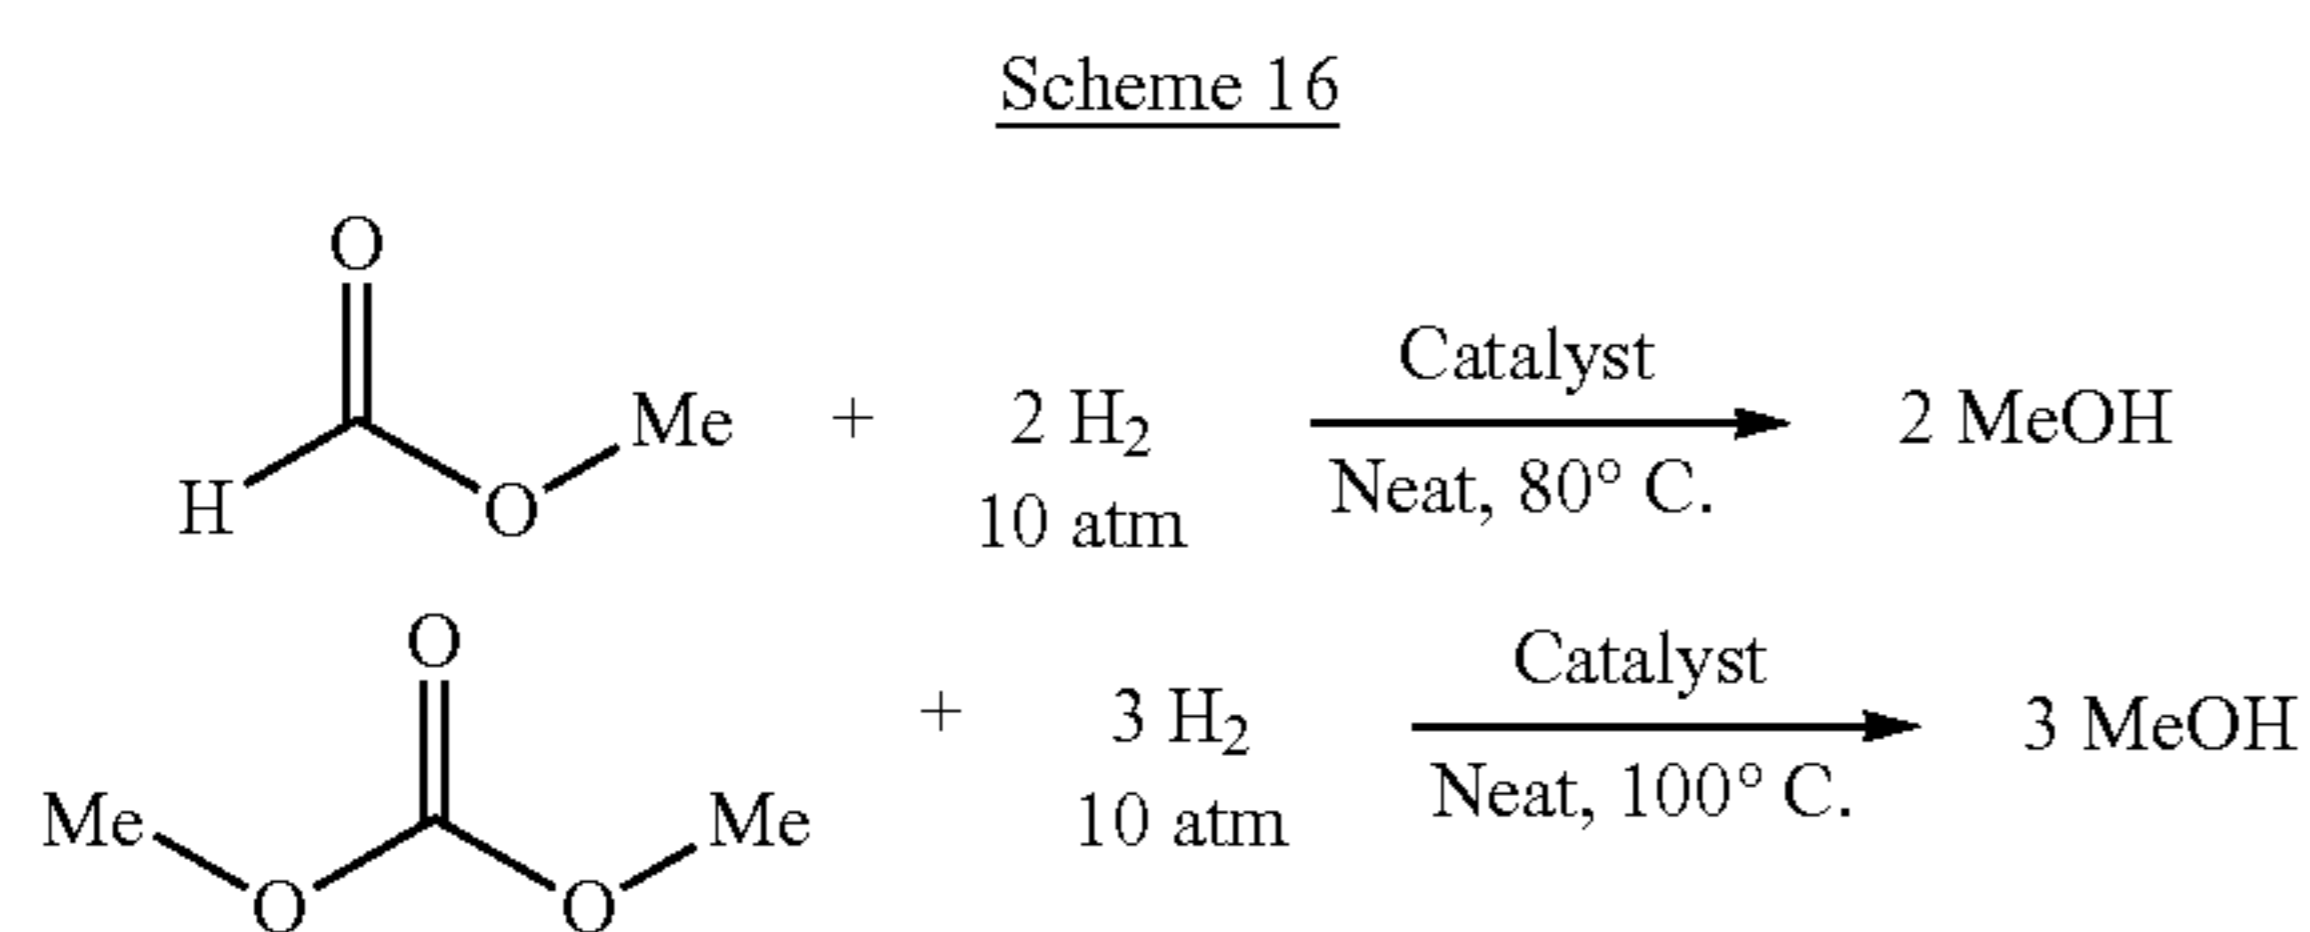 Scheme 16
O
H O Me + 2 H₂ Catalyst 2 MeOH
10 atm Neat, 80° C.
O
Me O O Me + 3 H₂ Catalyst 3 MeOH
10 atm Neat, 100° C.